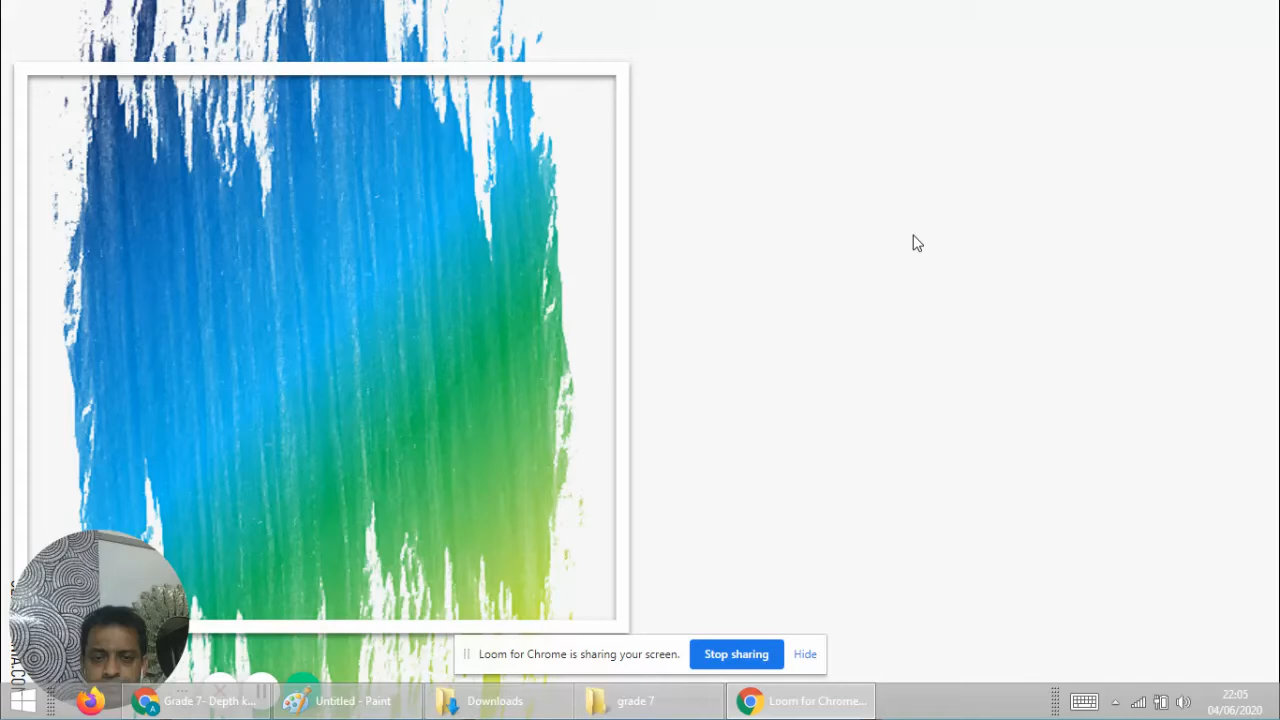 Loom for Chrome is sharing your screen. Stop sharing Hide
Grade 7- Depth k... Untitled - Paint Downloads grade 7 Loom for Chrome...
22:05
04/06/2020